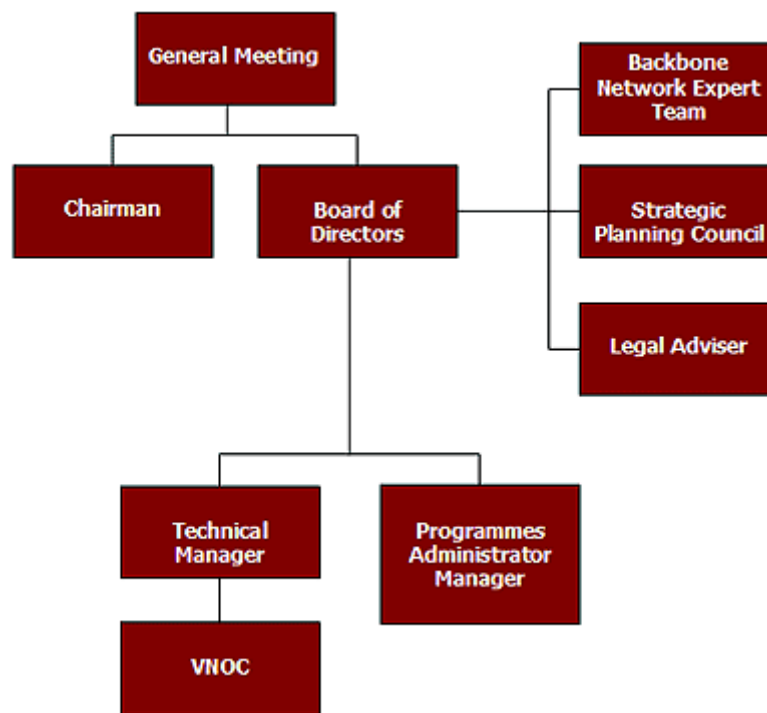 General Meeting
Chairman
Board of
Directors
Backbone
Network Expert
Team
Strategic
Planning Council
Legal Adviser
Technical
Manager
Programmes
Administrator
Manager
VNOC